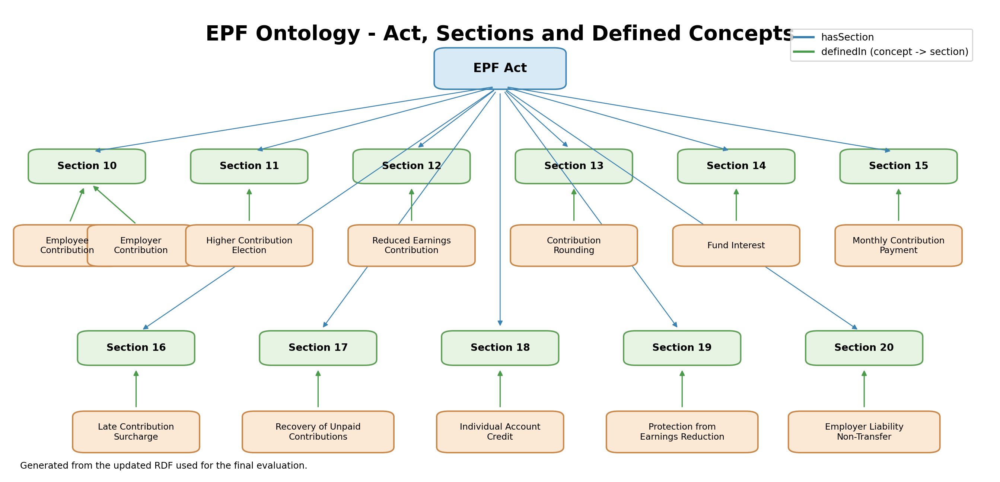 EPF Ontology - Act, Sections and Defined Concepts
hasSection
definedIn (concept -> section)
EPF Act
Section 10
Section 11
Section 12
Section 13
Section 14
Section 15
Employee
Contribution
Employer
Contribution
Higher Contribution
Election
Reduced Earnings
Contribution
Contribution
Rounding
Fund Interest
Monthly Contribution
Payment
Section 16
Section 17
Section 18
Section 19
Section 20
Late Contribution
Surcharge
Recovery of Unpaid
Contributions
Individual Account
Credit
Protection from
Earnings Reduction
Employer Liability
Non-Transfer
Generated from the updated RDF used for the final evaluation.